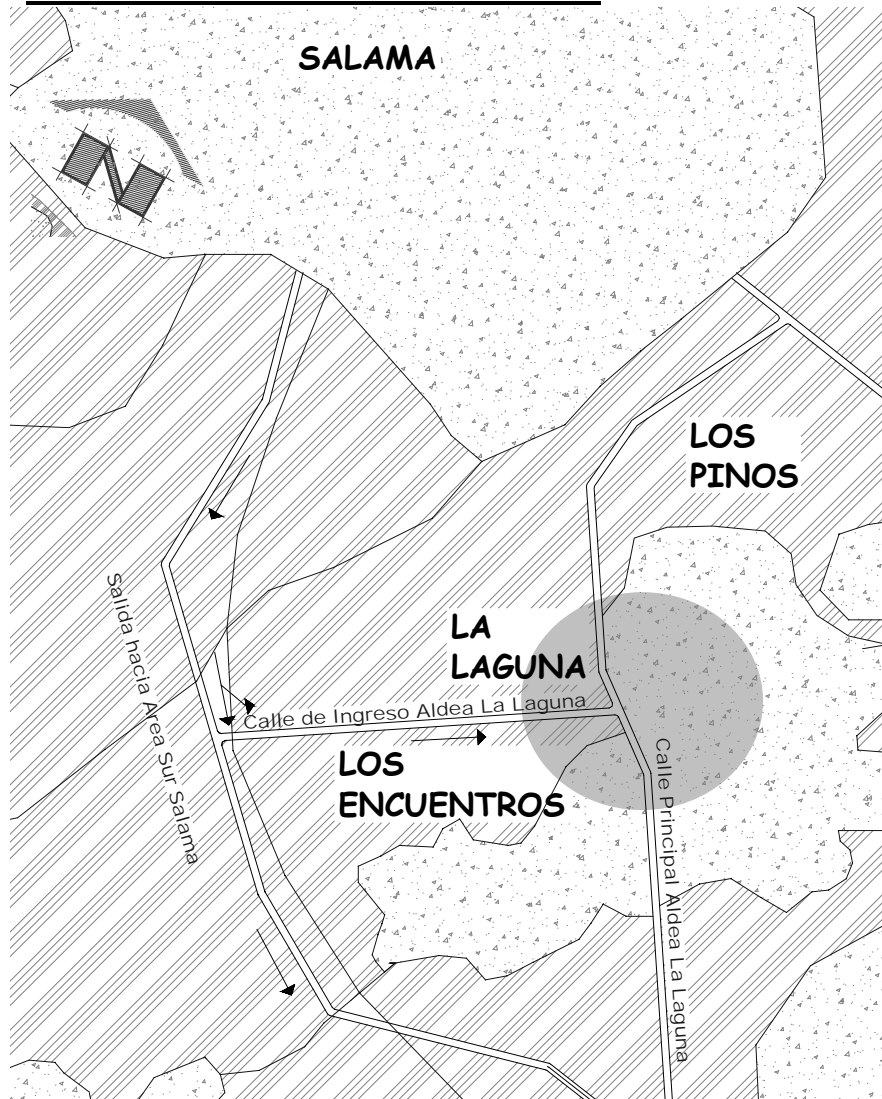 SALAMA
N
LOS
PINOS
LA
LAGUNA
Calle de Ingreso Aldea La Laguna
LOS
ENCUENTROS
Salida hacia Area Sur Salama
Calle Principal Aldea La Laguna